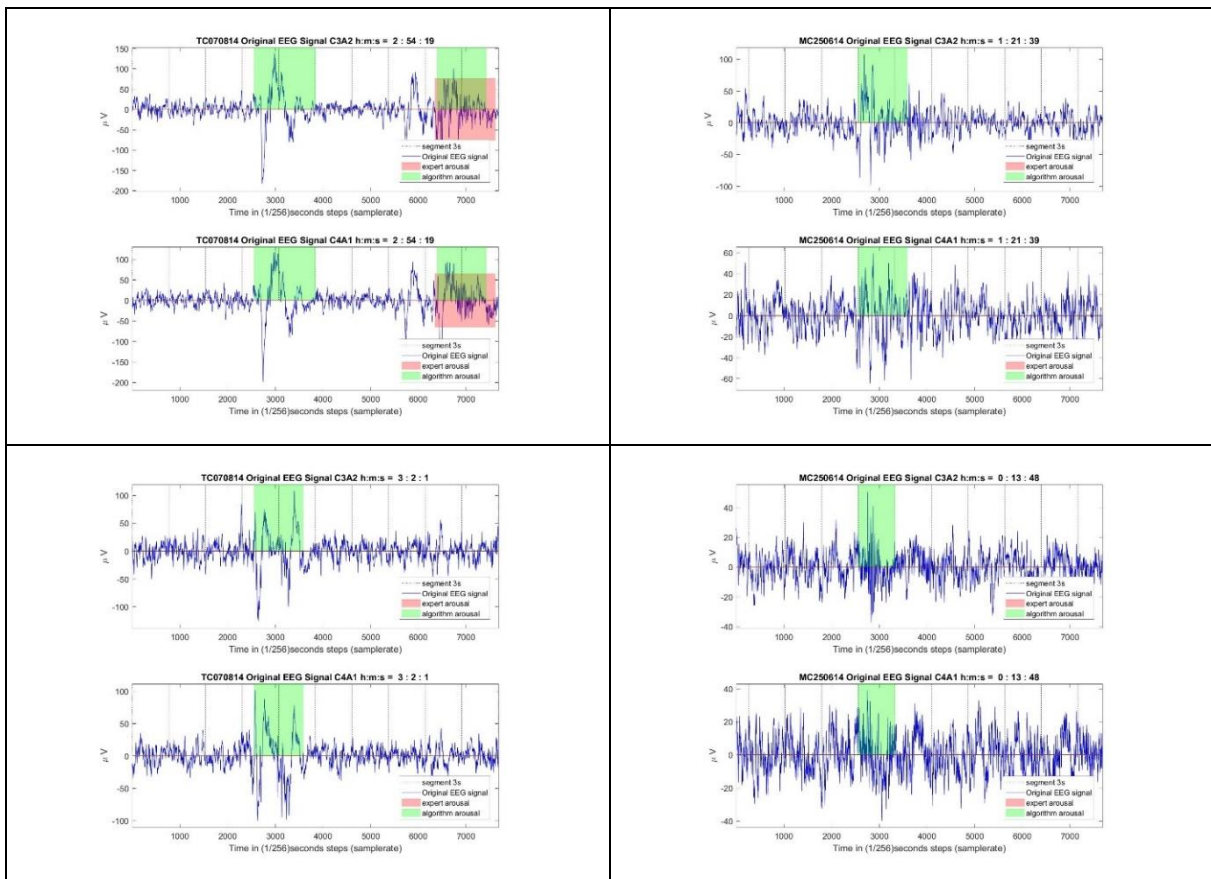 TC070814 Original EEG Signal C3A2 h:m:s = 2 : 54 : 19
150
100
50
0
-50
-100
-150
-200
μ V
segment 3s
Original EEG signal
expert arousal
algorithm arousal
1000 2000 3000 4000 5000 6000 7000
Time in (1/256)seconds steps (samplerate)
TC070814 Original EEG Signal C4A1 h:m:s = 2 : 54 : 19
100
50
0
-50
-100
-150
-200
μ V
segment 3s
Original EEG signal
expert arousal
algorithm arousal
1000 2000 3000 4000 5000 6000 7000
Time in (1/256)seconds steps (samplerate)
MC250614 Original EEG Signal C3A2 h:m:s = 1 : 21 : 39
100
50
0
-50
-100
μ V
segment 3s
Original EEG signal
expert arousal
algorithm arousal
1000 2000 3000 4000 5000 6000 7000
Time in (1/256)seconds steps (samplerate)
MC250614 Original EEG Signal C4A1 h:m:s = 1 : 21 : 39
60
40
20
0
-20
-40
-60
μ V
segment 3s
Original EEG signal
expert arousal
algorithm arousal
1000 2000 3000 4000 5000 6000 7000
Time in (1/256)seconds steps (samplerate)
TC070814 Original EEG Signal C3A2 h:m:s = 3 : 2 : 1
100
50
0
-50
-100
μ V
segment 3s
Original EEG signal
expert arousal
algorithm arousal
1000 2000 3000 4000 5000 6000 7000
Time in (1/256)seconds steps (samplerate)
TC070814 Original EEG Signal C4A1 h:m:s = 3 : 2 : 1
100
50
0
-50
-100
μ V
segment 3s
Original EEG signal
expert arousal
algorithm arousal
1000 2000 3000 4000 5000 6000 7000
Time in (1/256)seconds steps (samplerate)
MC250614 Original EEG Signal C3A2 h:m:s = 0 : 13 : 48
40
20
0
-20
-40
μ V
segment 3s
Original EEG signal
expert arousal
algorithm arousal
1000 2000 3000 4000 5000 6000 7000
Time in (1/256)seconds steps (samplerate)
MC250614 Original EEG Signal C4A1 h:m:s = 0 : 13 : 48
40
20
0
-20
-40
μ V
segment 3s
Original EEG signal
expert arousal
algorithm arousal
1000 2000 3000 4000 5000 6000 7000
Time in (1/256)seconds steps (samplerate)